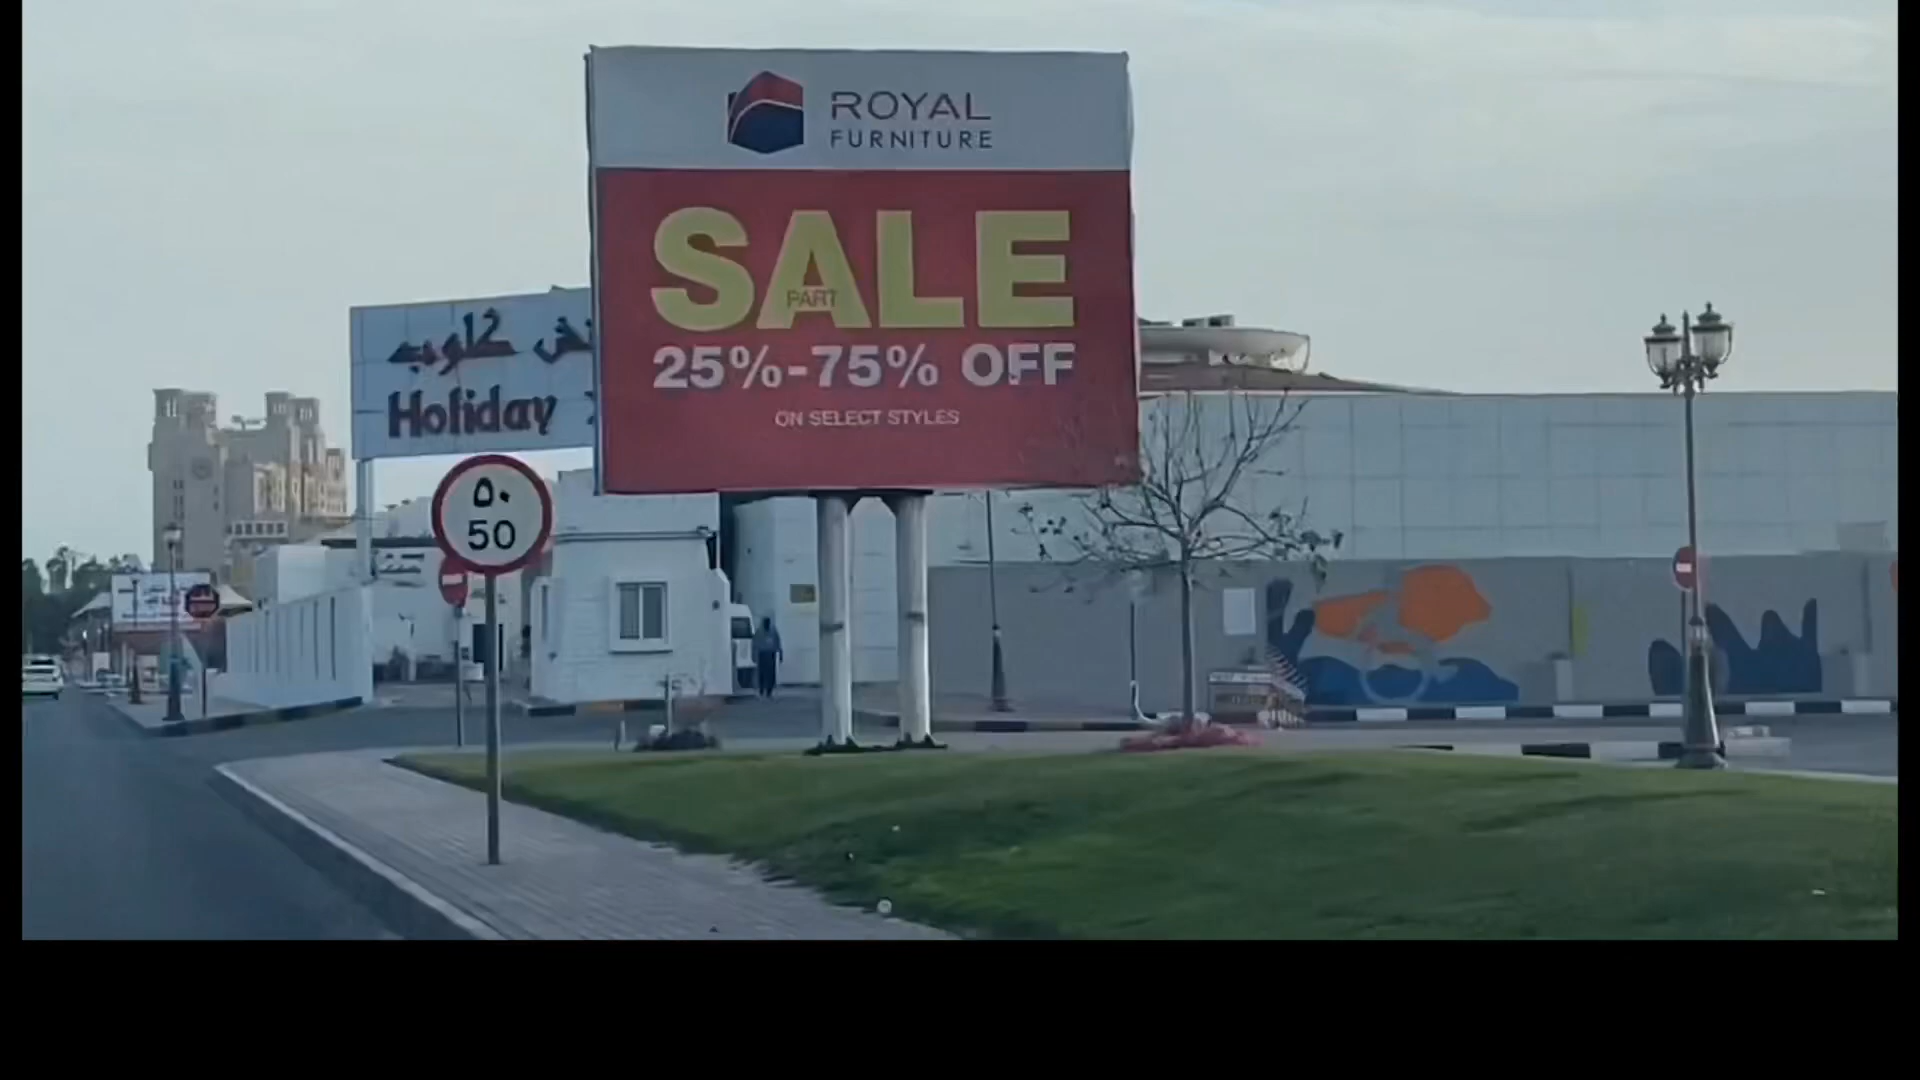 ROYAL
FURNITURE
SALE
PART
25%-75% OFF
ON SELECT STYLES
كلوب
Holiday
٥٠
50